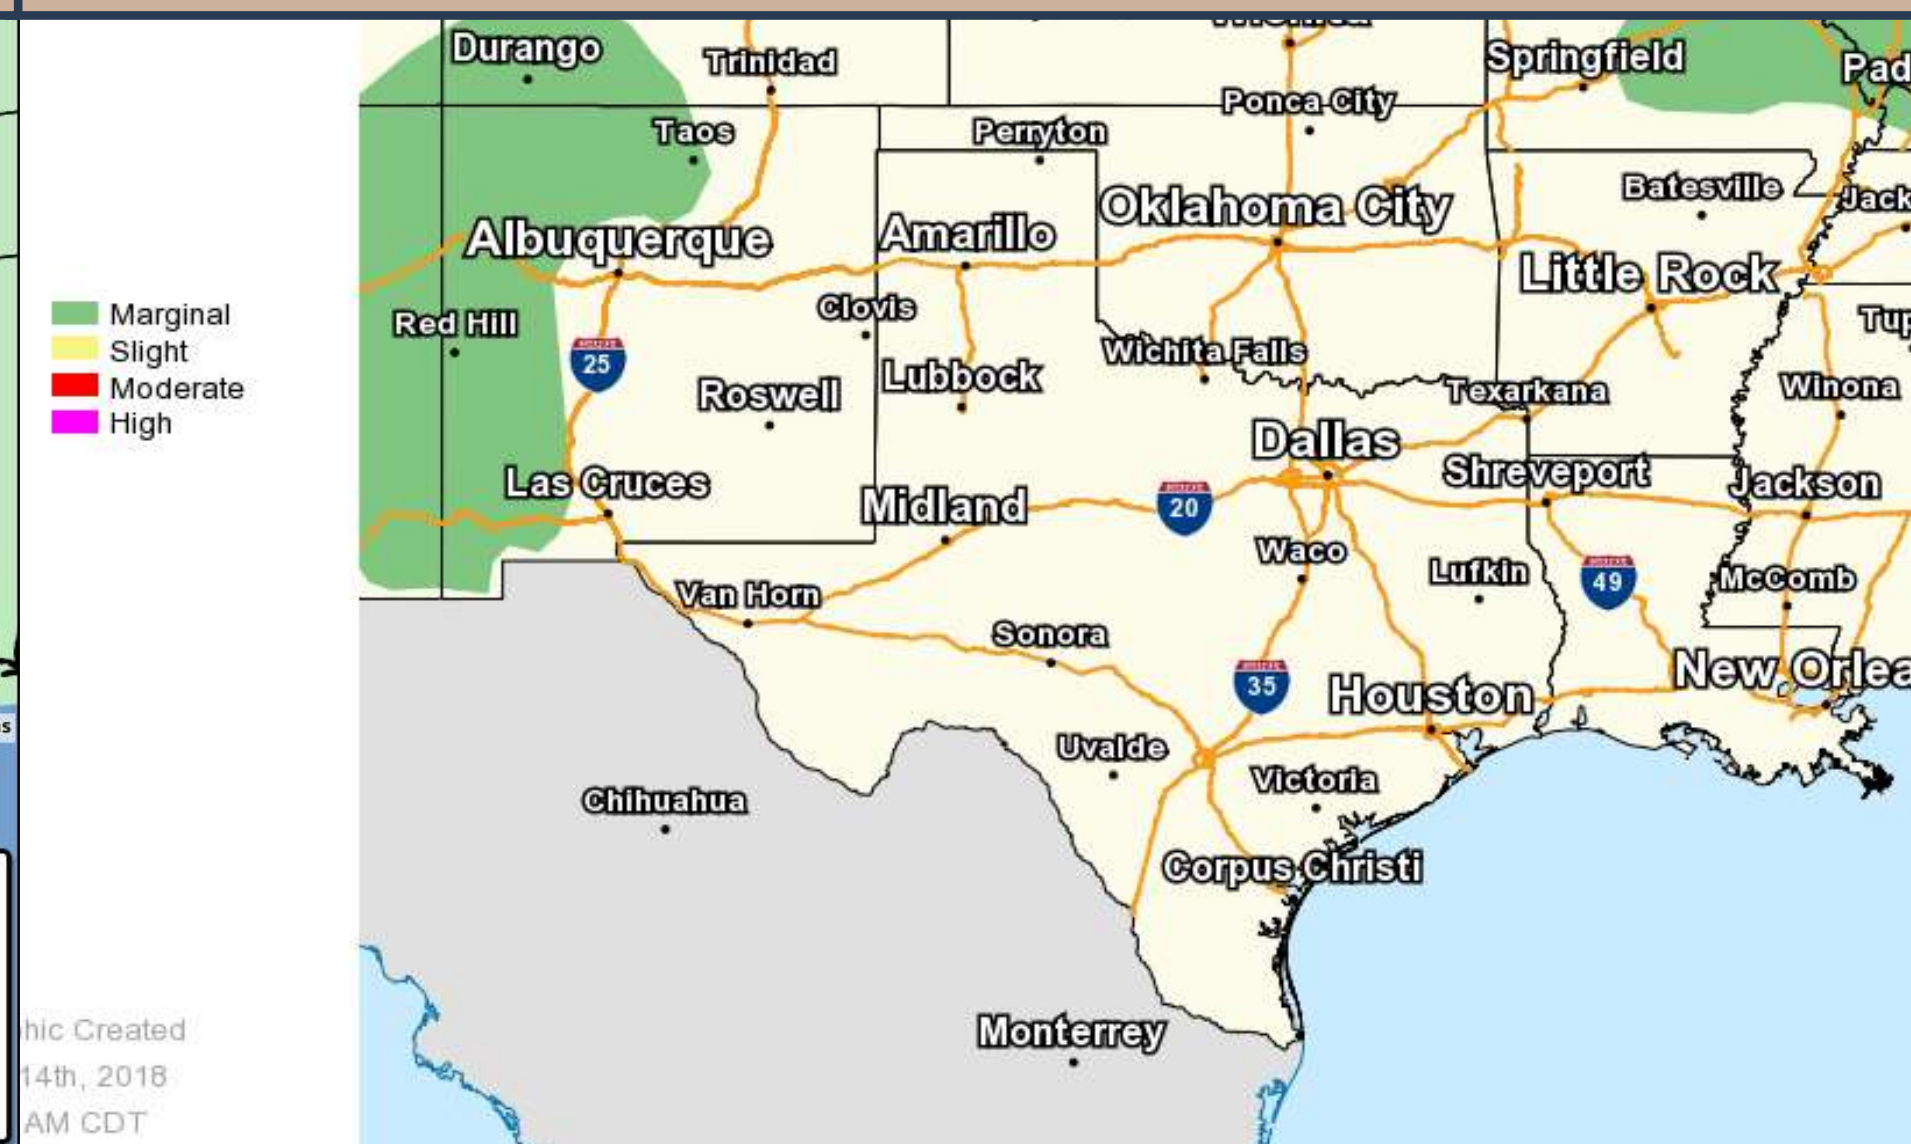 Durango
Trinidad
Springfield
Ponca City
Taos
Perryton
Batesville
Jack
Oklahoma City
Albuquerque
Amarillo
Little Rock
Marginal
Slight
Moderate
High
Red Hill
Clovis
25
Wichita Falls
Lubbock
Roswell
Texarkana
Winona
Dallas
Shreveport
Las Cruces
Midland
20
Jackson
Waco
Lufkin
49
McComb
Van Horn
Sonora
New Orlea
35
Houston
Uvalde
Victoria
Chihuahua
Corpus Christi
Monterrey
hic Created
14th, 2018
AM CDT